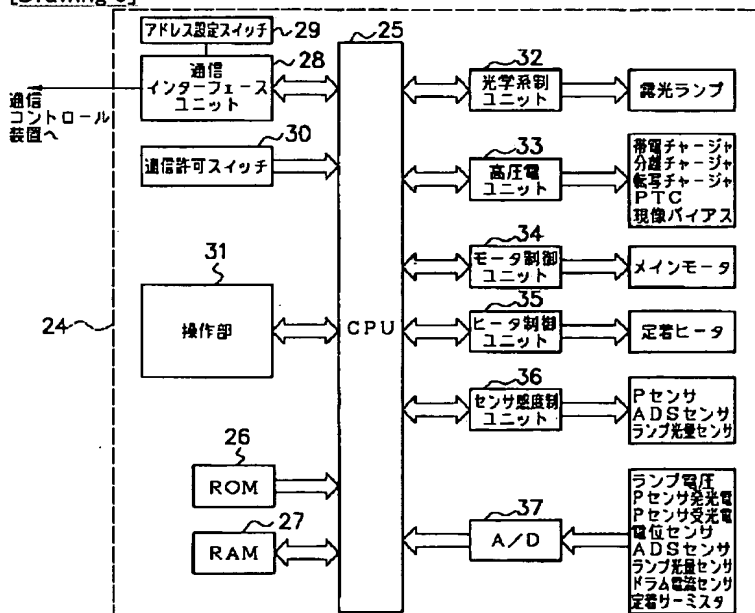 [Drawing 6]
アドレス設定スイッチ
29
25
通信
インターフェース
ユニット
28
通信
コントロール
装置へ
30
通信許可スイッチ
31
操作部
24
CPU
26
ROM
27
RAM
32
光学系制
ユニット
露光ランプ
33
高圧電
ユニット
帯電チャージャ
分離チャージャ
転写チャージャ
PTC
現像バイアス
34
モータ制御
ユニット
メインモータ
35
ヒータ制御
ユニット
定着ヒータ
36
センサ感度制
ユニット
Pセンサ
ADSセンサ
ランプ光量センサ
37
A/D
ランプ電圧
Pセンサ発光電
Pセンサ受光電
電位センサ
ADSセンサ
ランプ光量センサ
ドラム電流センサ
定着サーミスタ